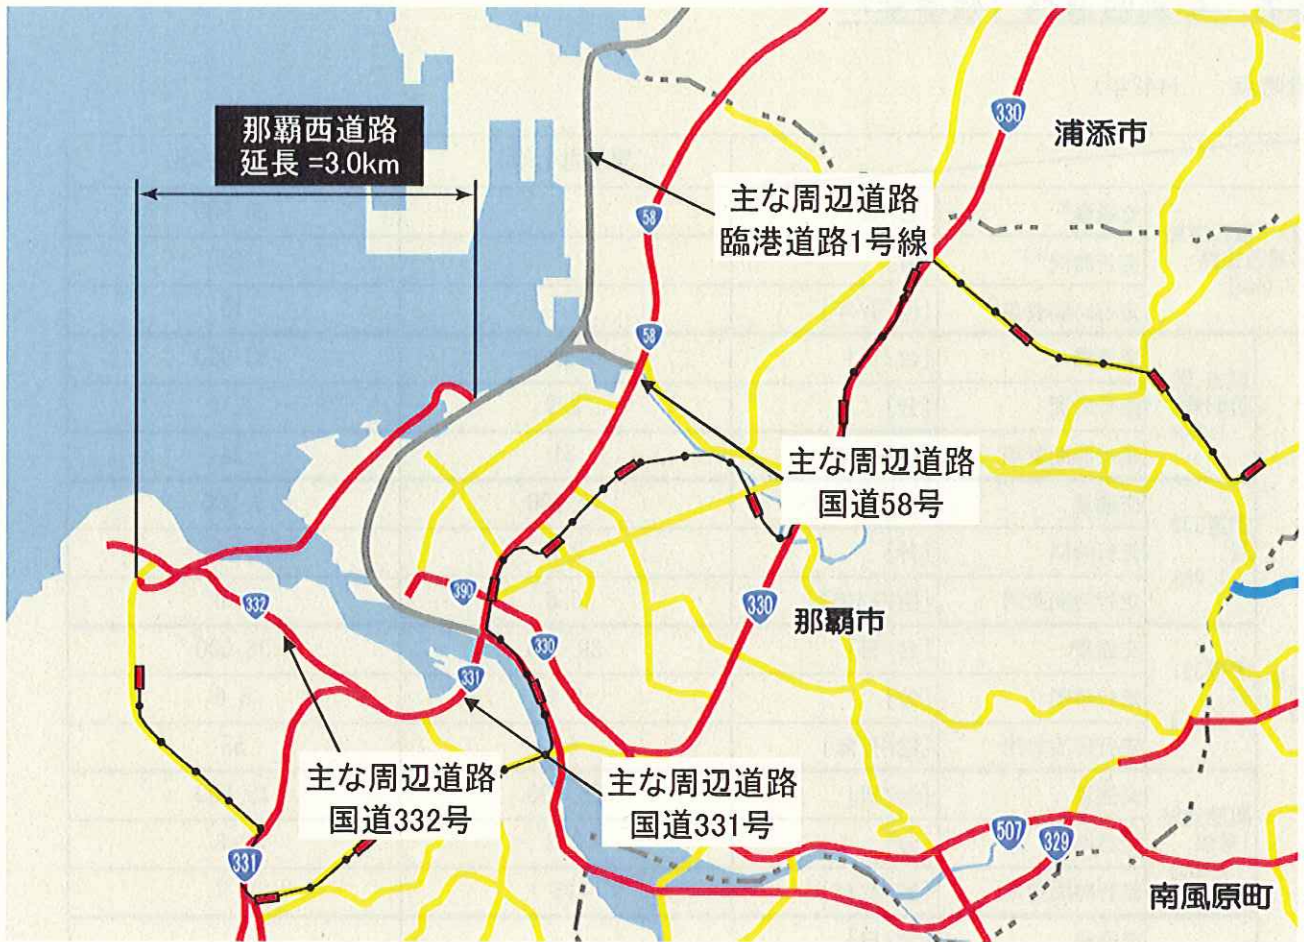 那覇西道路
延長 =3.0km
330
浦添市
主な周辺道路
臨港道路1号線
58
58
主な周辺道路
国道58号
332
390
330
330
那覇市
331
主な周辺道路
国道332号
主な周辺道路
国道331号
331
507
329
南風原町